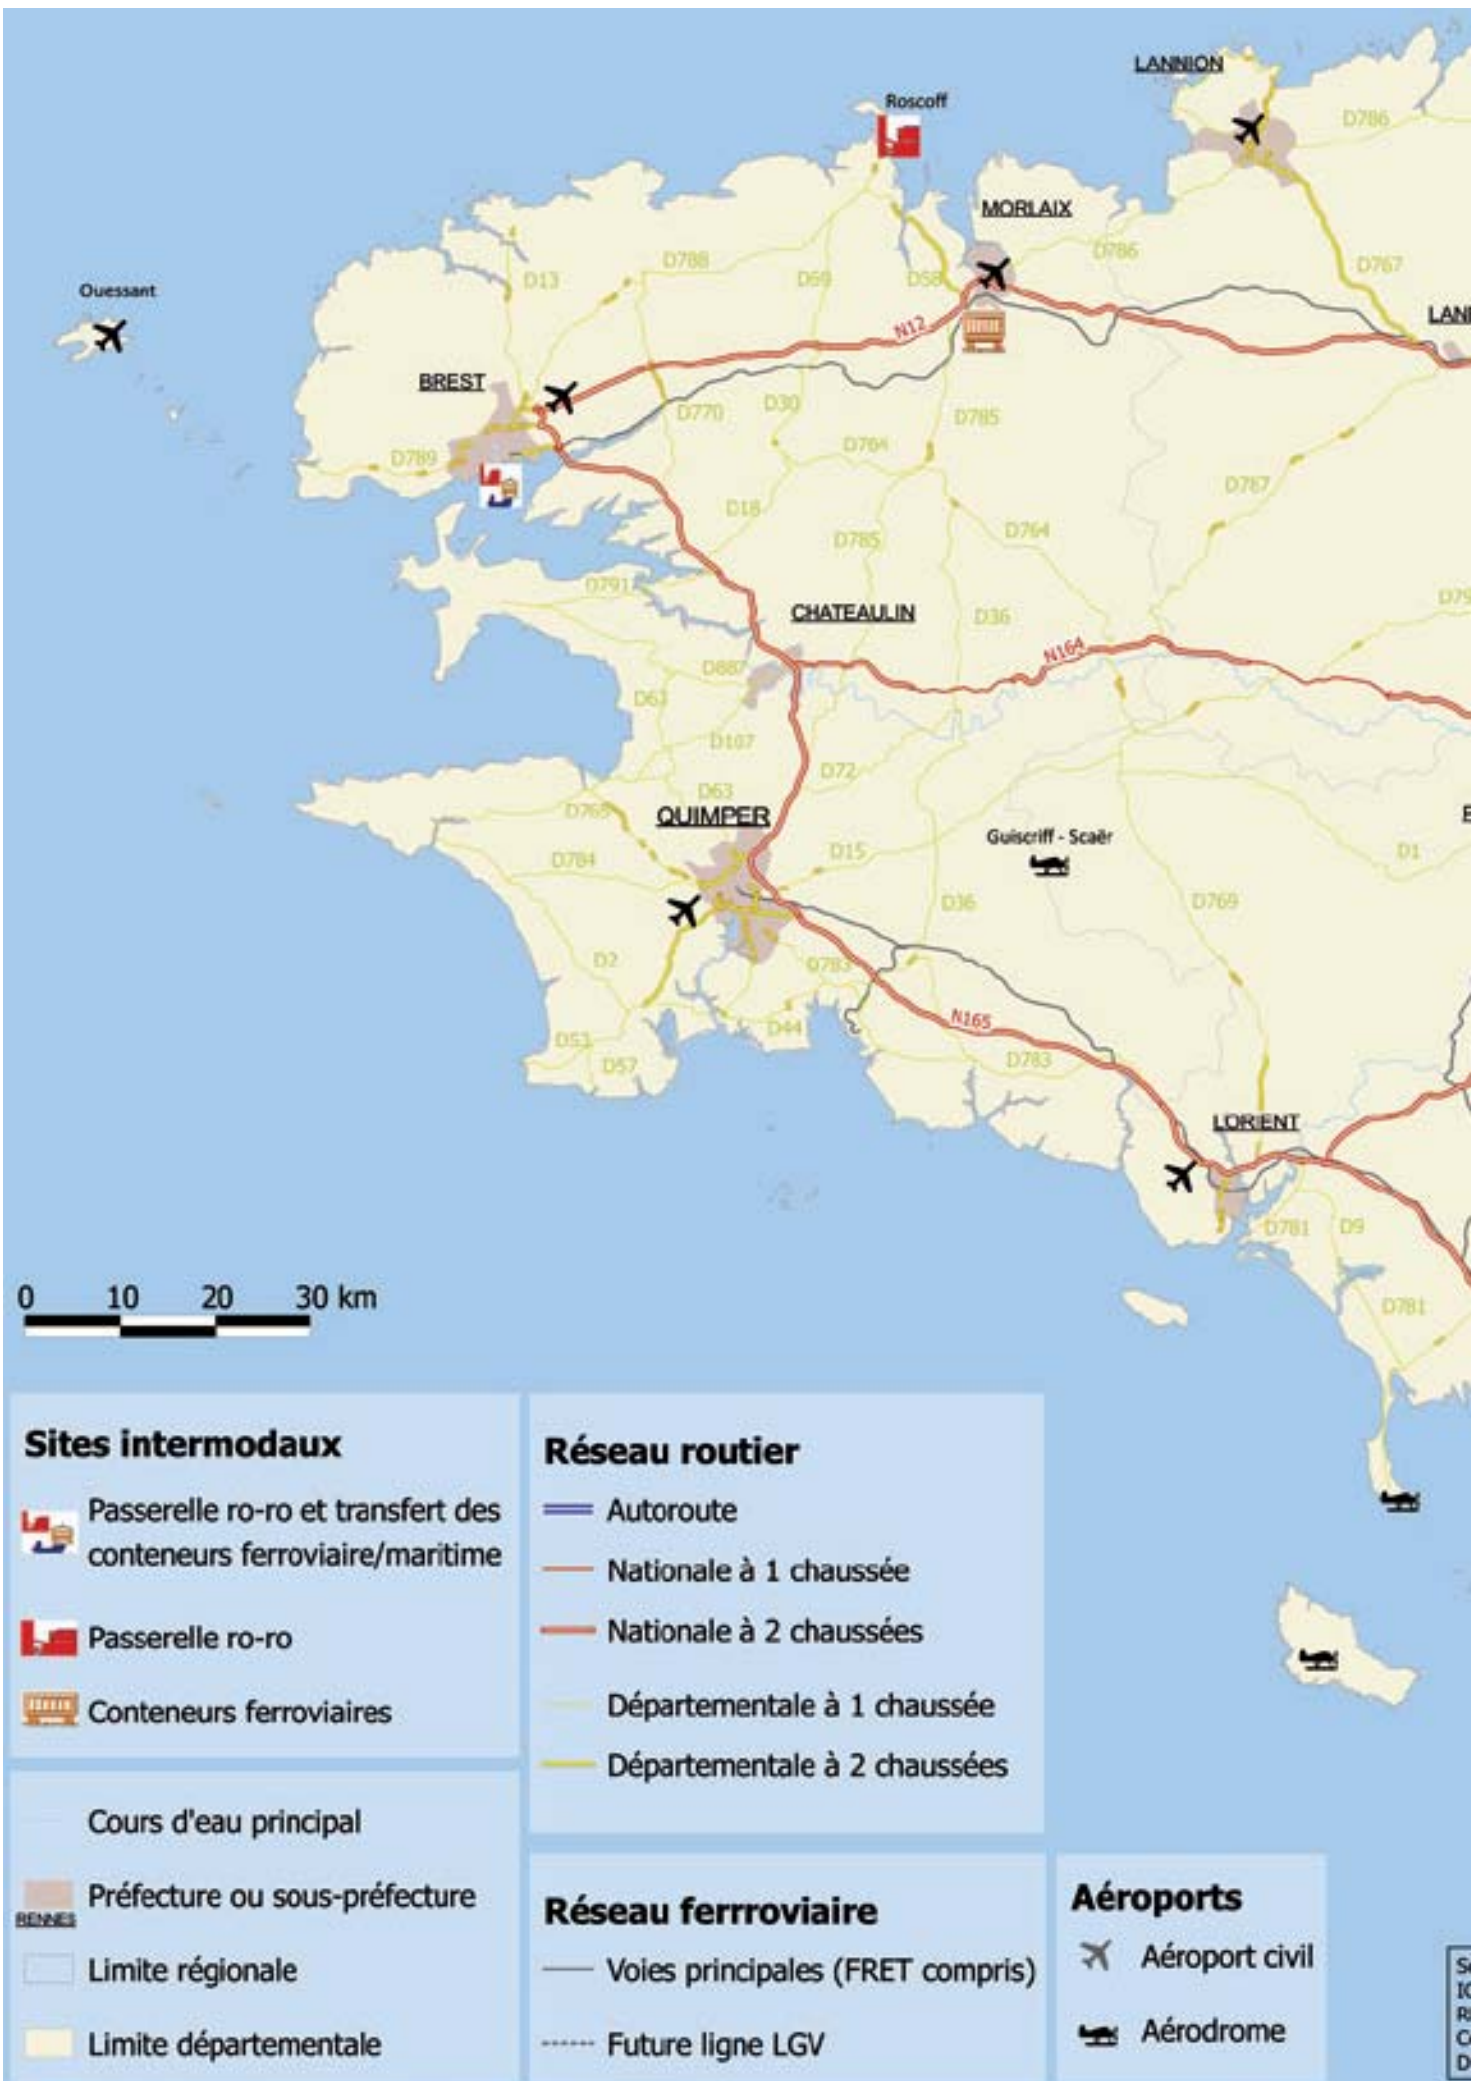 LANNION
Roscoff
D786
MORLAIX
D786
D788
D13
D69
D58
D767
Ouessant
N12
BREST
D770
D30
D785
D789
D764
D787
D18
D785
D764
D791
CHATEAULIN
D36
N164
D887
D63
D107
D72
D63
D765
QUIMPER
Guiscriff - Scaër
D784
D15
D1
D36
D769
D2
D783
N165
D44
D53
D57
D783
LORIENT
D781
D9
D781
0 10 20 30 km
Sites intermodaux
Passerelle ro-ro et transfert des
conteneurs ferroviaire/maritime
Passerelle ro-ro
Conteneurs ferroviaires
Cours d'eau principal
Préfecture ou sous-préfecture
RENNES
Limite régionale
Limite départementale
Réseau routier
Autoroute
Nationale à 1 chaussée
Nationale à 2 chaussées
Départementale à 1 chaussée
Départementale à 2 chaussées
Réseau ferrroviaire
Voies principales (FRET compris)
Future ligne LGV
Aéroports
Aéroport civil
Aérodrome